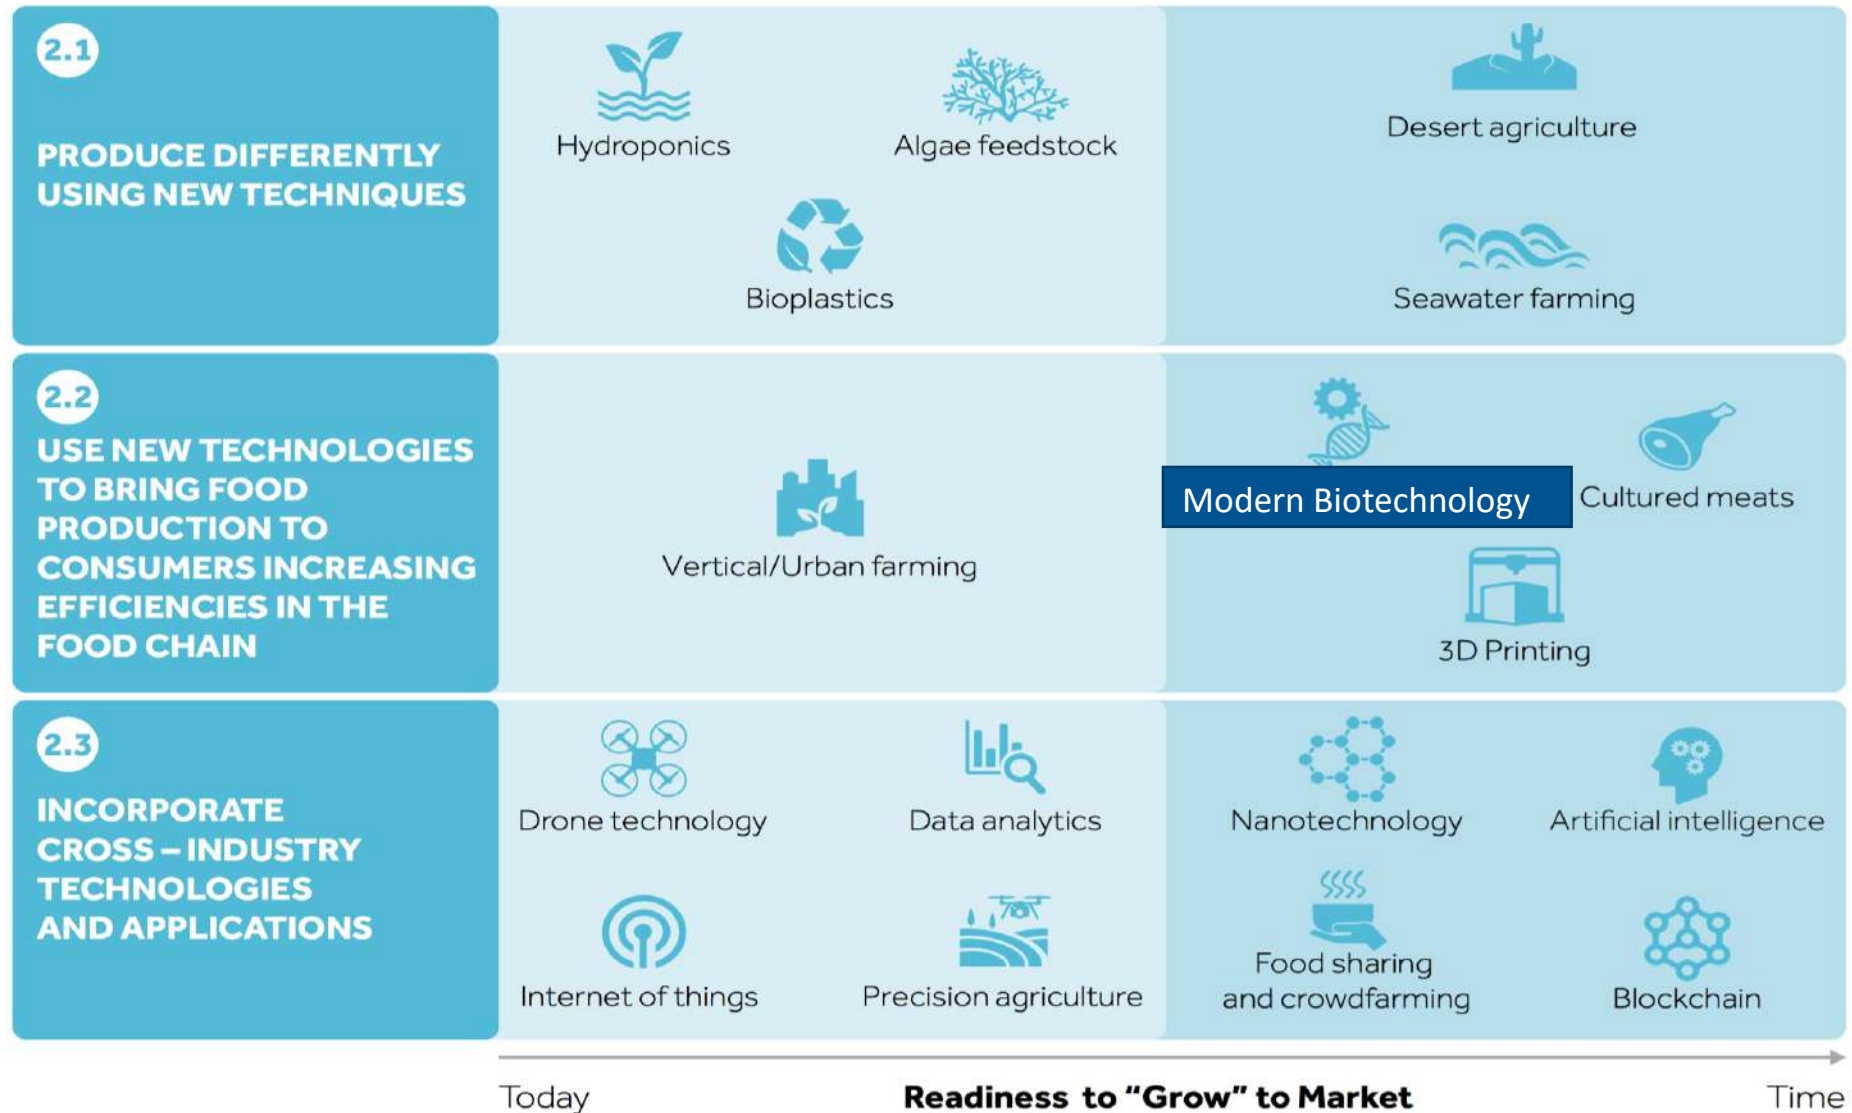 2.1
PRODUCE DIFFERENTLY
USING NEW TECHNIQUES
Hydroponics
Algae feedstock
Bioplastics
Desert agriculture
Seawater farming
2.2
USE NEW TECHNOLOGIES
TO BRING FOOD
PRODUCTION TO
CONSUMERS INCREASING
EFFICIENCIES IN THE
FOOD CHAIN
Vertical/Urban farming
Modern Biotechnology
Cultured meats
3D Printing
2.3
INCORPORATE
CROSS – INDUSTRY
TECHNOLOGIES
AND APPLICATIONS
Drone technology
Data analytics
Nanotechnology
Artificial intelligence
Internet of things
Precision agriculture
Food sharing
and crowdfarming
Blockchain
Today
Readiness to "Grow" to Market
Time